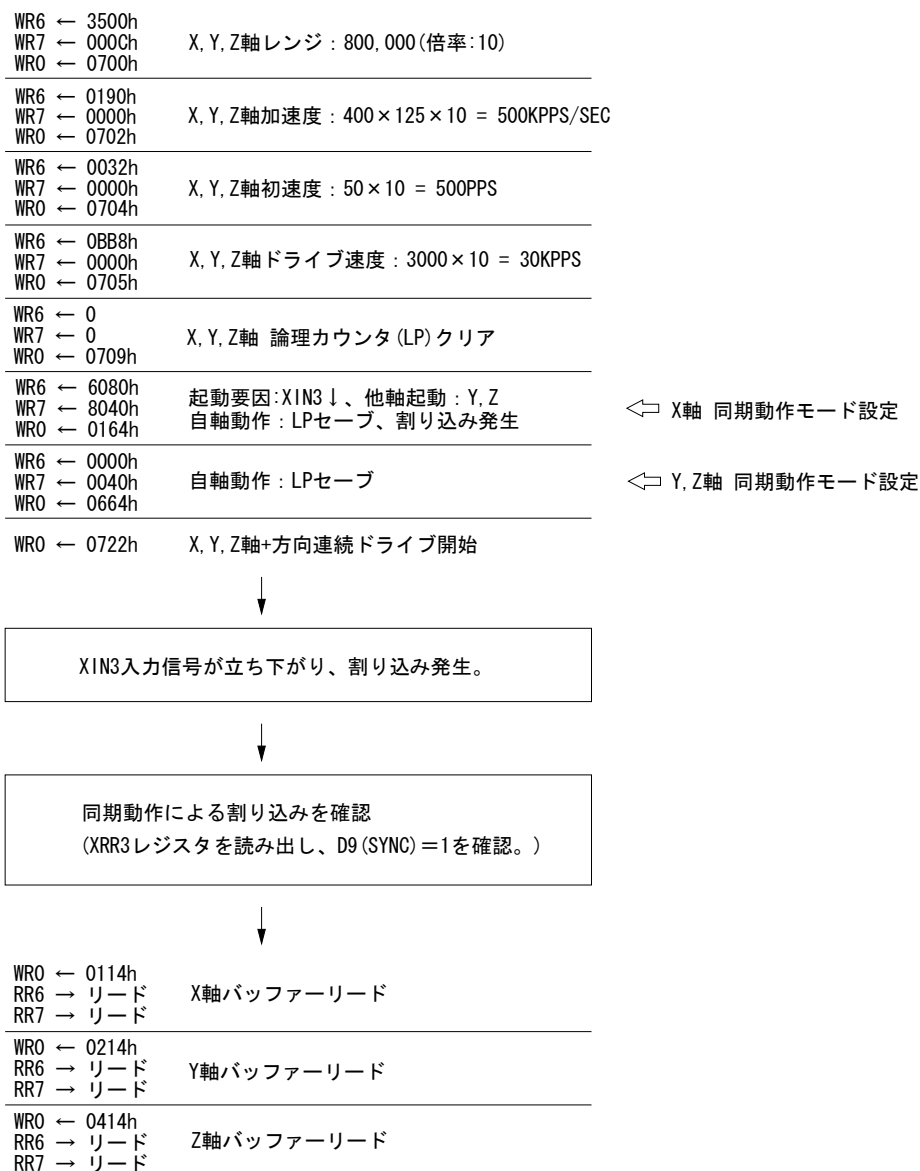 WR6 ← 3500h
WR7 ← 000Ch
WR0 ← 0700h
X,Y,Z軸レンジ：800,000(倍率:10)
WR6 ← 0190h
WR7 ← 0000h
WR0 ← 0702h
X,Y,Z軸加速度：400×125×10 = 500KPPS/SEC
WR6 ← 0032h
WR7 ← 0000h
WR0 ← 0704h
X,Y,Z軸初速度：50×10 = 500PPS
WR6 ← 0BB8h
WR7 ← 0000h
WR0 ← 0705h
X,Y,Z軸ドライブ速度：3000×10 = 30KPPS
WR6 ← 0
WR7 ← 0
WR0 ← 0709h
X,Y,Z軸 論理カウンタ(LP)クリア
WR6 ← 6080h
WR7 ← 8040h
WR0 ← 0164h
起動要因:XIN3↓、他軸起動：Y,Z
自軸動作：LPセーブ、割り込み発生
X軸 同期動作モード設定
WR6 ← 0000h
WR7 ← 0040h
WR0 ← 0664h
自軸動作：LPセーブ
Y,Z軸 同期動作モード設定
WR0 ← 0722h
X,Y,Z軸+方向連続ドライブ開始
XIN3入力信号が立ち下がり、割り込み発生。
同期動作による割り込みを確認
(XRR3レジスタを読み出し、D9(SYNC)＝1を確認。)
WR0 ← 0114h
RR6 → リード
RR7 → リード
X軸バッファーリード
WR0 ← 0214h
RR6 → リード
RR7 → リード
Y軸バッファーリード
WR0 ← 0414h
RR6 → リード
RR7 → リード
Z軸バッファーリード